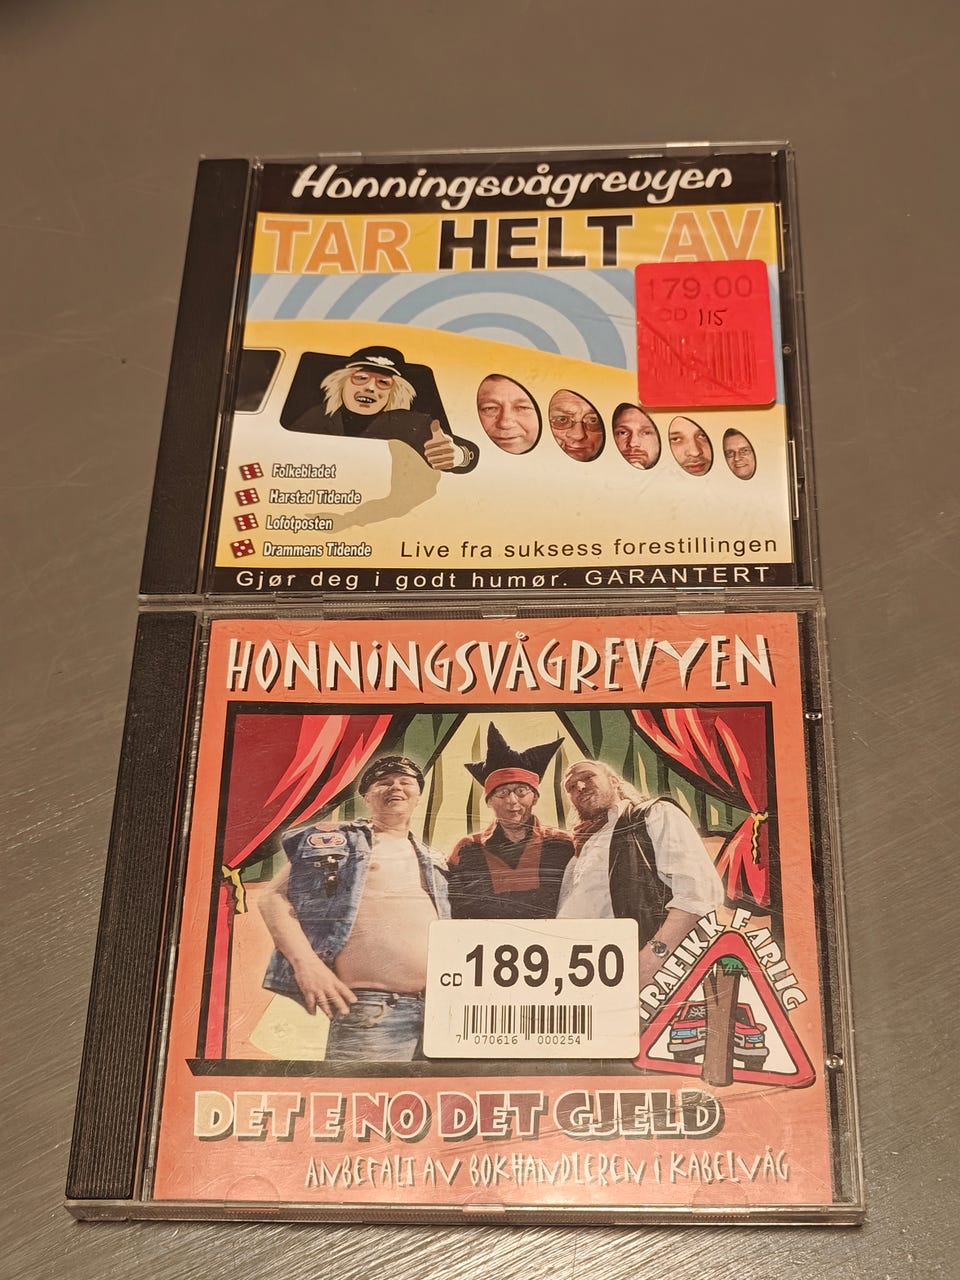 Honningsvågrevyen
TAR HELT AV
179,00
CD 115
Folkebladet
Harstad Tidende
Lofotposten
Drammens Tidende
Live fra suksess forestillingen
Gjør deg i godt humør. GARANTERT
HONNINGSVÅGREVYEN
TRAFIKKFARLIG
CD 189,50
7 070616 000254
DET E NO DET GJELD
ANBEFALT AV BOKHANDLEREN i KABELVÅG